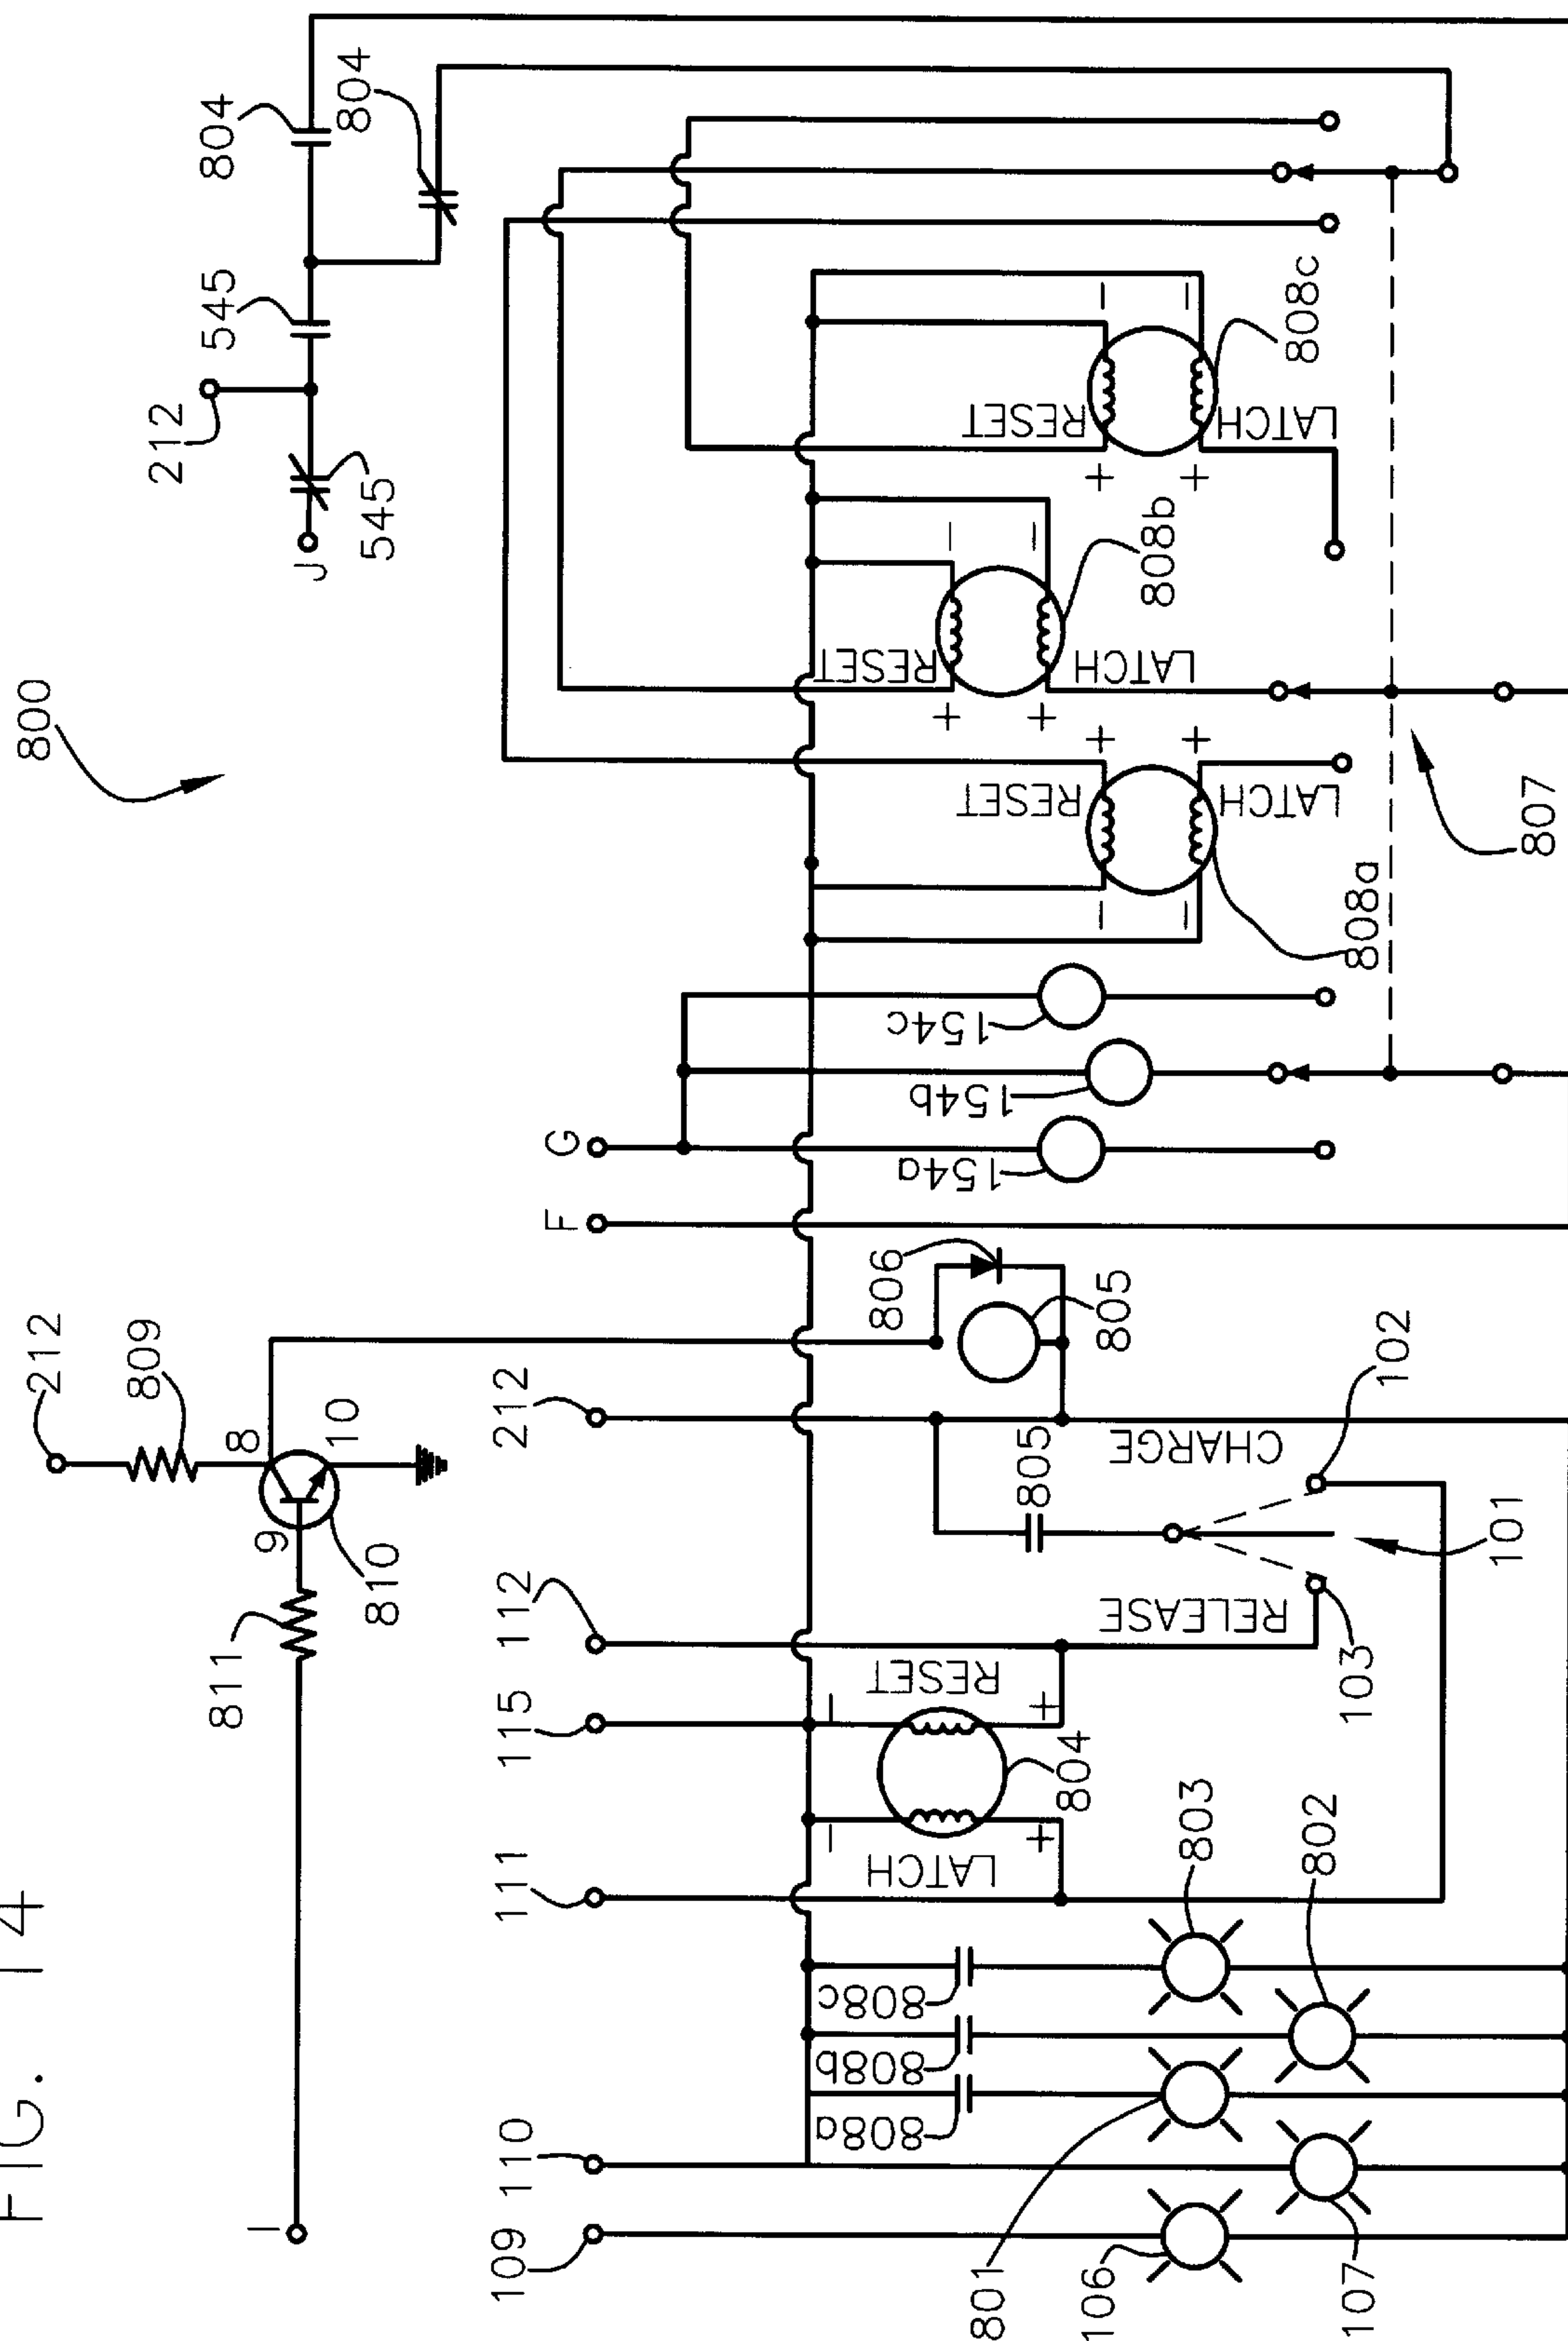 FIG. 14
800
I
811
9
810
8
10
809
212
J
545
212
545
804
804
109
110
111
115
112
212
F
G
808a
808b
808c
LATCH
RESET
804
805
806
805
154a
154b
154c
RESET
LATCH
RESET
LATCH
RESET
LATCH
808a
808b
808c
+
+
−
−
+
+
−
−
+
+
−
−
−
+
−
+
RELEASE
CHARGE
103
102
101
106
801
107
803
802
807